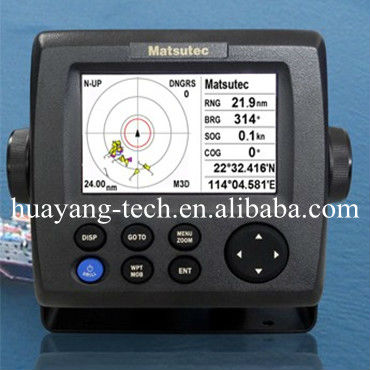 Matsutec
N-UP DNGRS
0
24.00nm M3D
Matsutec
RNG 21.9nm
BRG 314°
SOG 0.1kn
COG 0°
22°32.416'N
114°04.581'E
huayang-tech.en.alibaba.com
DISP GO TO MENU
ZOOM
WPT
MOB ENT